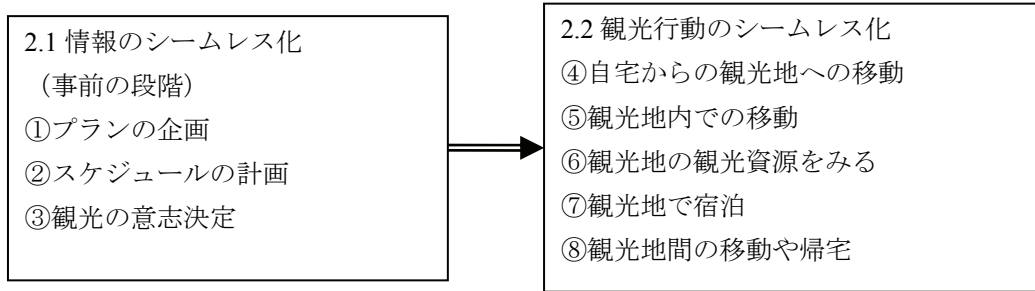 2.1 情報のシームレス化
（事前の段階）
①プランの企画
②スケジュールの計画
③観光の意志決定
2.2 観光行動のシームレス化
④自宅からの観光地への移動
⑤観光地内での移動
⑥観光地の観光資源をみる
⑦観光地で宿泊
⑧観光地間の移動や帰宅